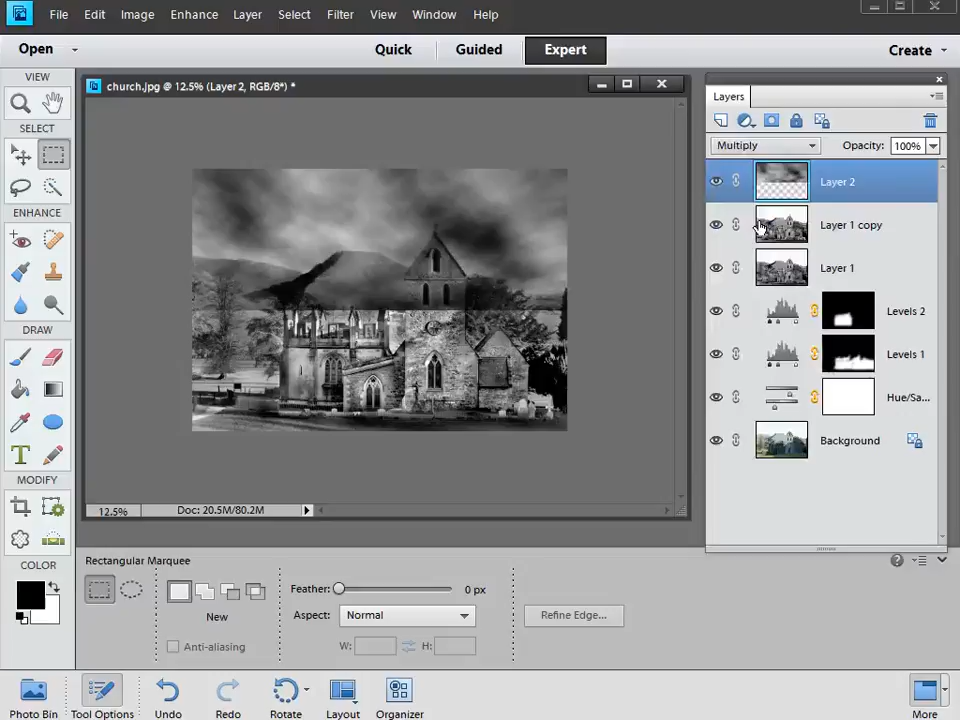 File Edit Image Enhance Layer Select Filter View Window Help
Open Quick Guided Expert Create
VIEW
church.jpg @ 12.5% (Layer 2, RGB/8*) *
Layers
SELECT
Multiply Opacity: 100%
Layer 2
ENHANCE
Layer 1 copy
Layer 1
Levels 2
DRAW
Levels 1
Hue/Sa...
Background
T
MODIFY
12.5% Doc: 20.5M/80.2M
Rectangular Marquee
COLOR
Feather: 0 px
New Aspect: Normal Refine Edge...
Anti-aliasing W: H:
Photo Bin Tool Options Undo Redo Rotate Layout Organizer More